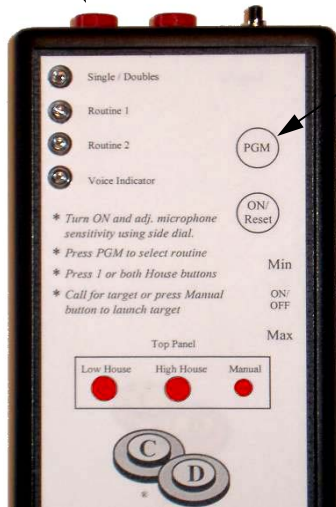 Single / Doubles
Routine 1
Routine 2
PGM
Voice Indicator
ON/
Reset
* Turn ON and adj. microphone
sensitivity using side dial.
* Press PGM to select routine
* Press 1 or both House buttons
* Call for target or press Manual
button to launch target
Min
ON/
OFF
Max
Top Panel
Low House High House Manual
C
D
®